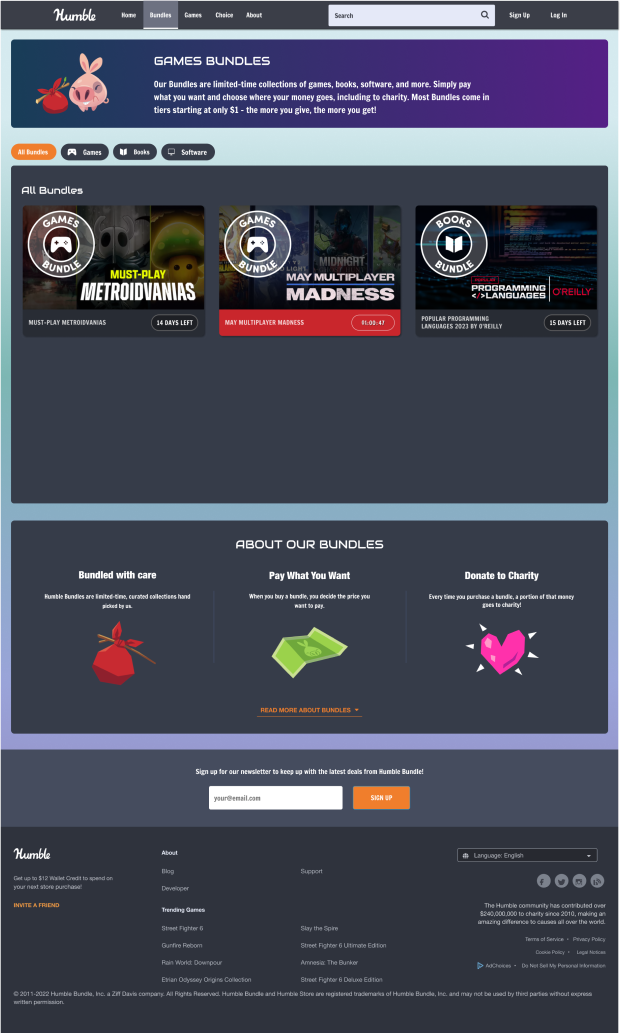 Humble
Home
Bundles
Games
Choice
About
Search
Sign Up
Log In
GAMES BUNDLES
Our Bundles are limited-time collections of games, books, software, and more. Simply pay
what you want and choose where your money goes, including to charity. Most Bundles come in
tiers starting at only $1 - the more you give, the more you get!
All Bundles
Games
Books
Software
All Bundles
GAMES
BUNDLE
MUST-PLAY
METROIDVANIAS
MUST-PLAY METROIDVANIAS
14 DAYS LEFT
GAMES
BUNDLE
MIDNIGHT
LIGHT
MAY MULTIPLAYER
MADNESS
MAY MULTIPLAYER MADNESS
01:00:47
BOOKS
BUNDLE
POPULAR
PROGRAMMING
</>LANGUAGES
O'REILLY
POPULAR PROGRAMMING
LANGUAGES 2023 BY O'REILLY
15 DAYS LEFT
ABOUT OUR BUNDLES
Bundled with care
Humble Bundles are limited-time, curated collections hand
picked by us.
Pay What You Want
When you buy a bundle, you decide the price you
want to pay.
Donate to Charity
Every time you purchase a bundle, a portion of that money
goes to charity!
READ MORE ABOUT BUNDLES
Sign up for our newsletter to keep up with the latest deals from Humble Bundle!
your@email.com
SIGN UP
Humble
Get up to $12 Wallet Credit to spend on
your next store purchase!
INVITE A FRIEND
About
Blog
Support
Developer
Trending Games
Street Fighter 6
Slay the Spire
Gunfire Reborn
Street Fighter 6 Ultimate Edition
Rain World: Downpour
Amnesia: The Bunker
Etrian Odyssey Origins Collection
Street Fighter 6 Deluxe Edition
Language: English
The Humble community has contributed over
$240,000,000 to charity since 2010, making an
amazing difference to causes all over the world.
Terms of Service • Privacy Policy
Cookie Policy • Legal Notices
AdChoices • Do Not Sell My Personal Information
© 2011-2022 Humble Bundle, Inc. a Ziff Davis company. All Rights Reserved. Humble Bundle and Humble Store are registered trademarks of Humble Bundle, Inc. and may not be used by third parties without express
written permission.